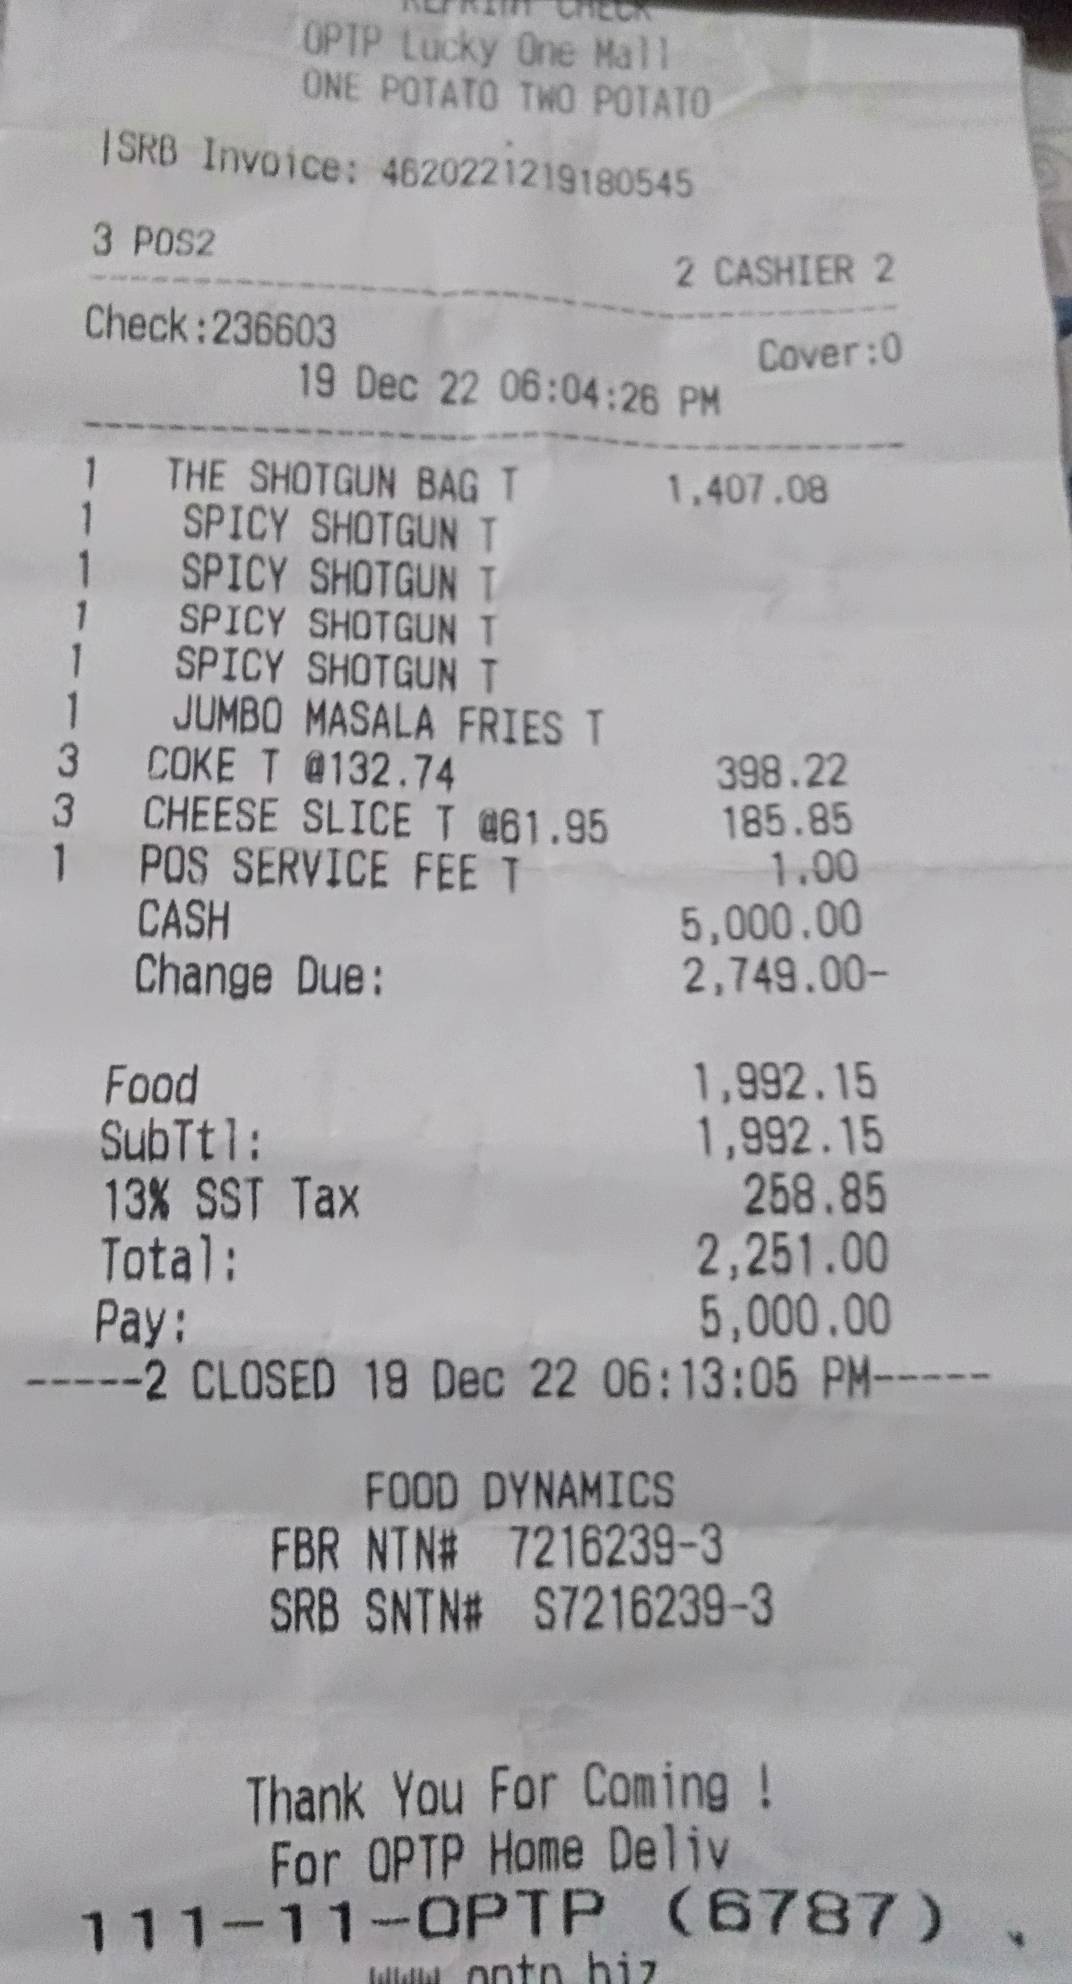 REPRINT CHECK
OPTP Lucky One Mall
ONE POTATO TWO POTATO
|SRB Invoice: 4620221219180545
3 POS2 2 CASHIER 2
Check:236603 Cover:0
19 Dec 22 06:04:26 PM
1 THE SHOTGUN BAG T 1,407.08
1 SPICY SHOTGUN T
1 SPICY SHOTGUN T
1 SPICY SHOTGUN T
1 SPICY SHOTGUN T
1 JUMBO MASALA FRIES T
3 COKE T @132.74 398.22
3 CHEESE SLICE T @61.95 185.85
1 POS SERVICE FEE T 1.00
CASH 5,000.00
Change Due: 2,749.00-
Food 1,992.15
SubTtl: 1,992.15
13% SST Tax 258.85
Total: 2,251.00
Pay: 5,000.00
-----2 CLOSED 19 Dec 22 06:13:05 PM-----
FOOD DYNAMICS
FBR NTN# 7216239-3
SRB SNTN# S7216239-3
Thank You For Coming !
For OPTP Home Deliv
111-11-OPTP (6787)
www.optp.biz